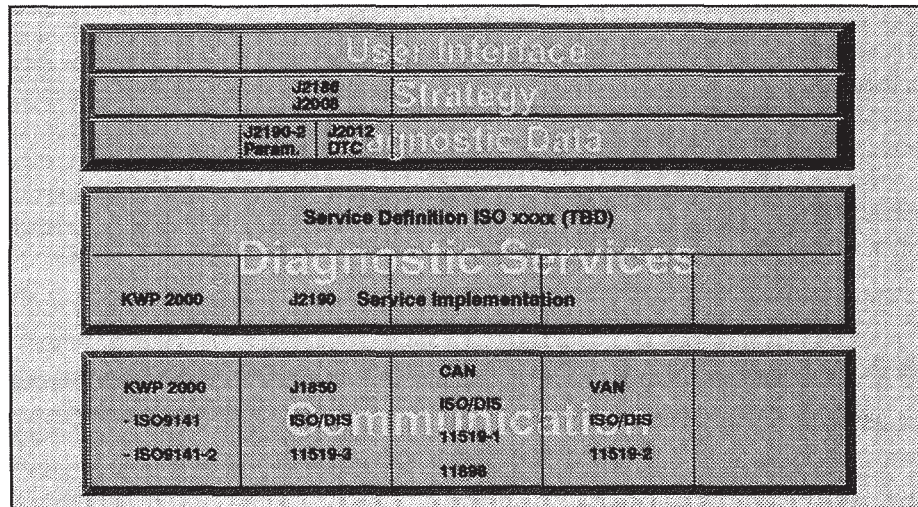 User Interface
J2186
J2008
Strategy
J2190-2
Param.
J2012
DTC
Diagnostic Data
Service Definition ISO xxxx (TBD)
Diagnostic Services
KWP 2000
J2190
Service Implementation
KWP 2000
- ISO9141
- ISO9141-2
J1850
ISO/DIS
11519-3
CAN
ISO/DIS
11519-1
11898
VAN
ISO/DIS
11519-2
Communication